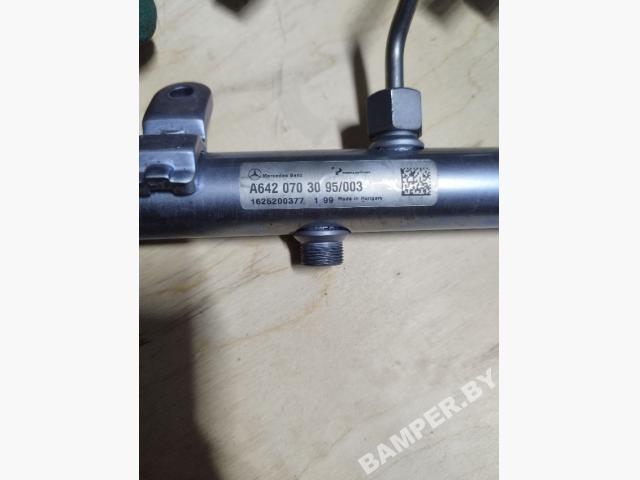 Mercedes Benz
A642 070 30 95/003
1626200377 1 99 Made in Hungary
BAMPER.BY